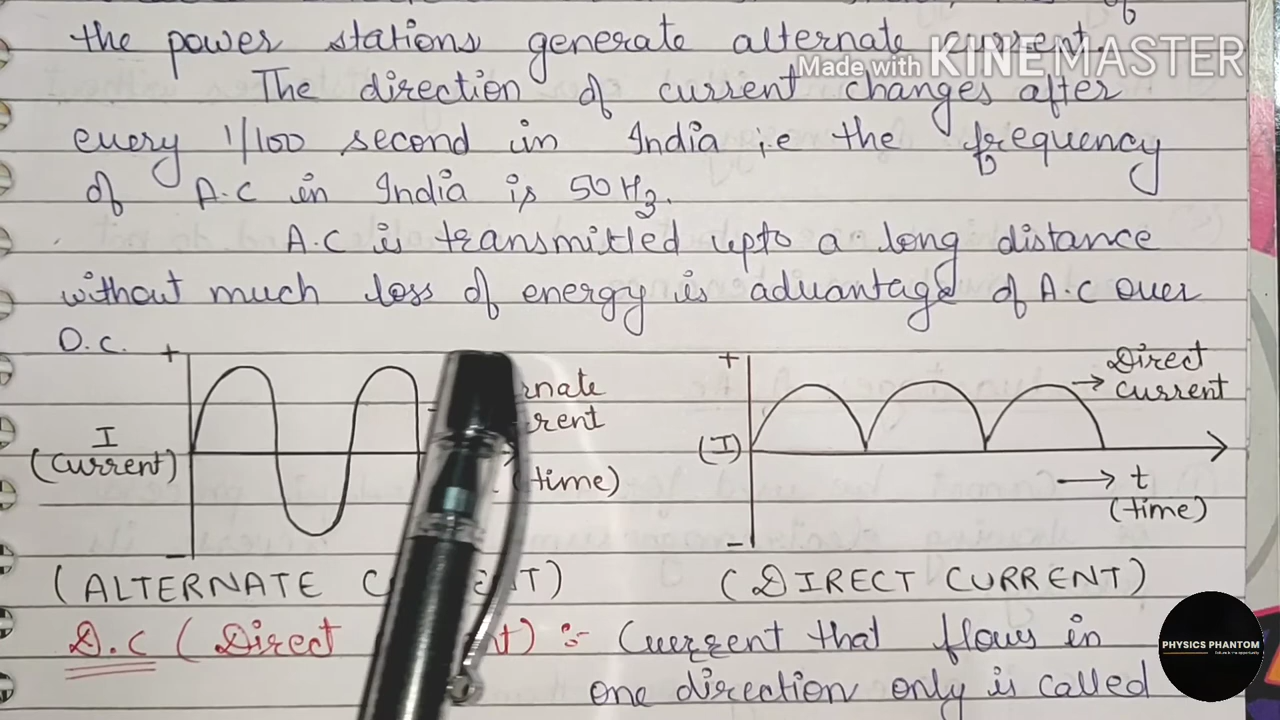 the power stations generate alternate current.
Made with KINEMASTER
The direction of current changes after
every 1/100 second in India i.e the frequency
of A.C in India is 50 Hz.
A.C is transmitted upto a long distance
without much loss of energy is advantage of A.C over
D.C.
+
I
(Current)
-
(time)
(ALTERNATE
+
(I)
-
Direct
current
t
(time)
(DIRECT CURRENT)
D.C (Direct :- Current that flows in
one direction only is called
PHYSICS PHANTOM